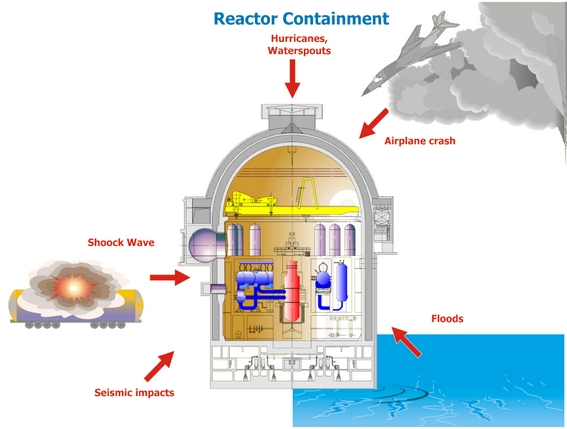 Reactor Containment
Hurricanes,
Waterspouts
Airplane crash
Shoock Wave
Floods
Seismic impacts